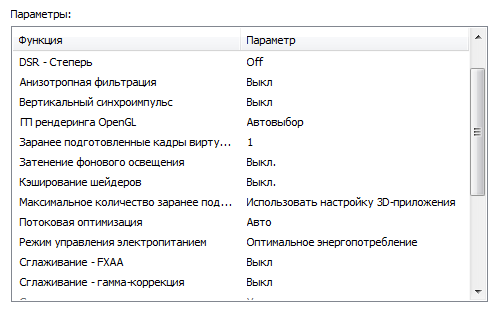 Параметры:
Функция Параметр
DSR - Степерь Off
Анизотропная фильтрация Выкл
Вертикальный синхроимпульс Выкл
ГП рендеринга OpenGL Автовыбор
Заранее подготовленные кадры вирту... 1
Затенение фонового освещения Выкл.
Кэширование шейдеров Выкл.
Максимальное количество заранее под... Использовать настройку 3D-приложения
Потоковая оптимизация Авто
Режим управления электропитанием Оптимальное энергопотребление
Сглаживание - FXAA Выкл
Сглаживание - гамма-коррекция Выкл